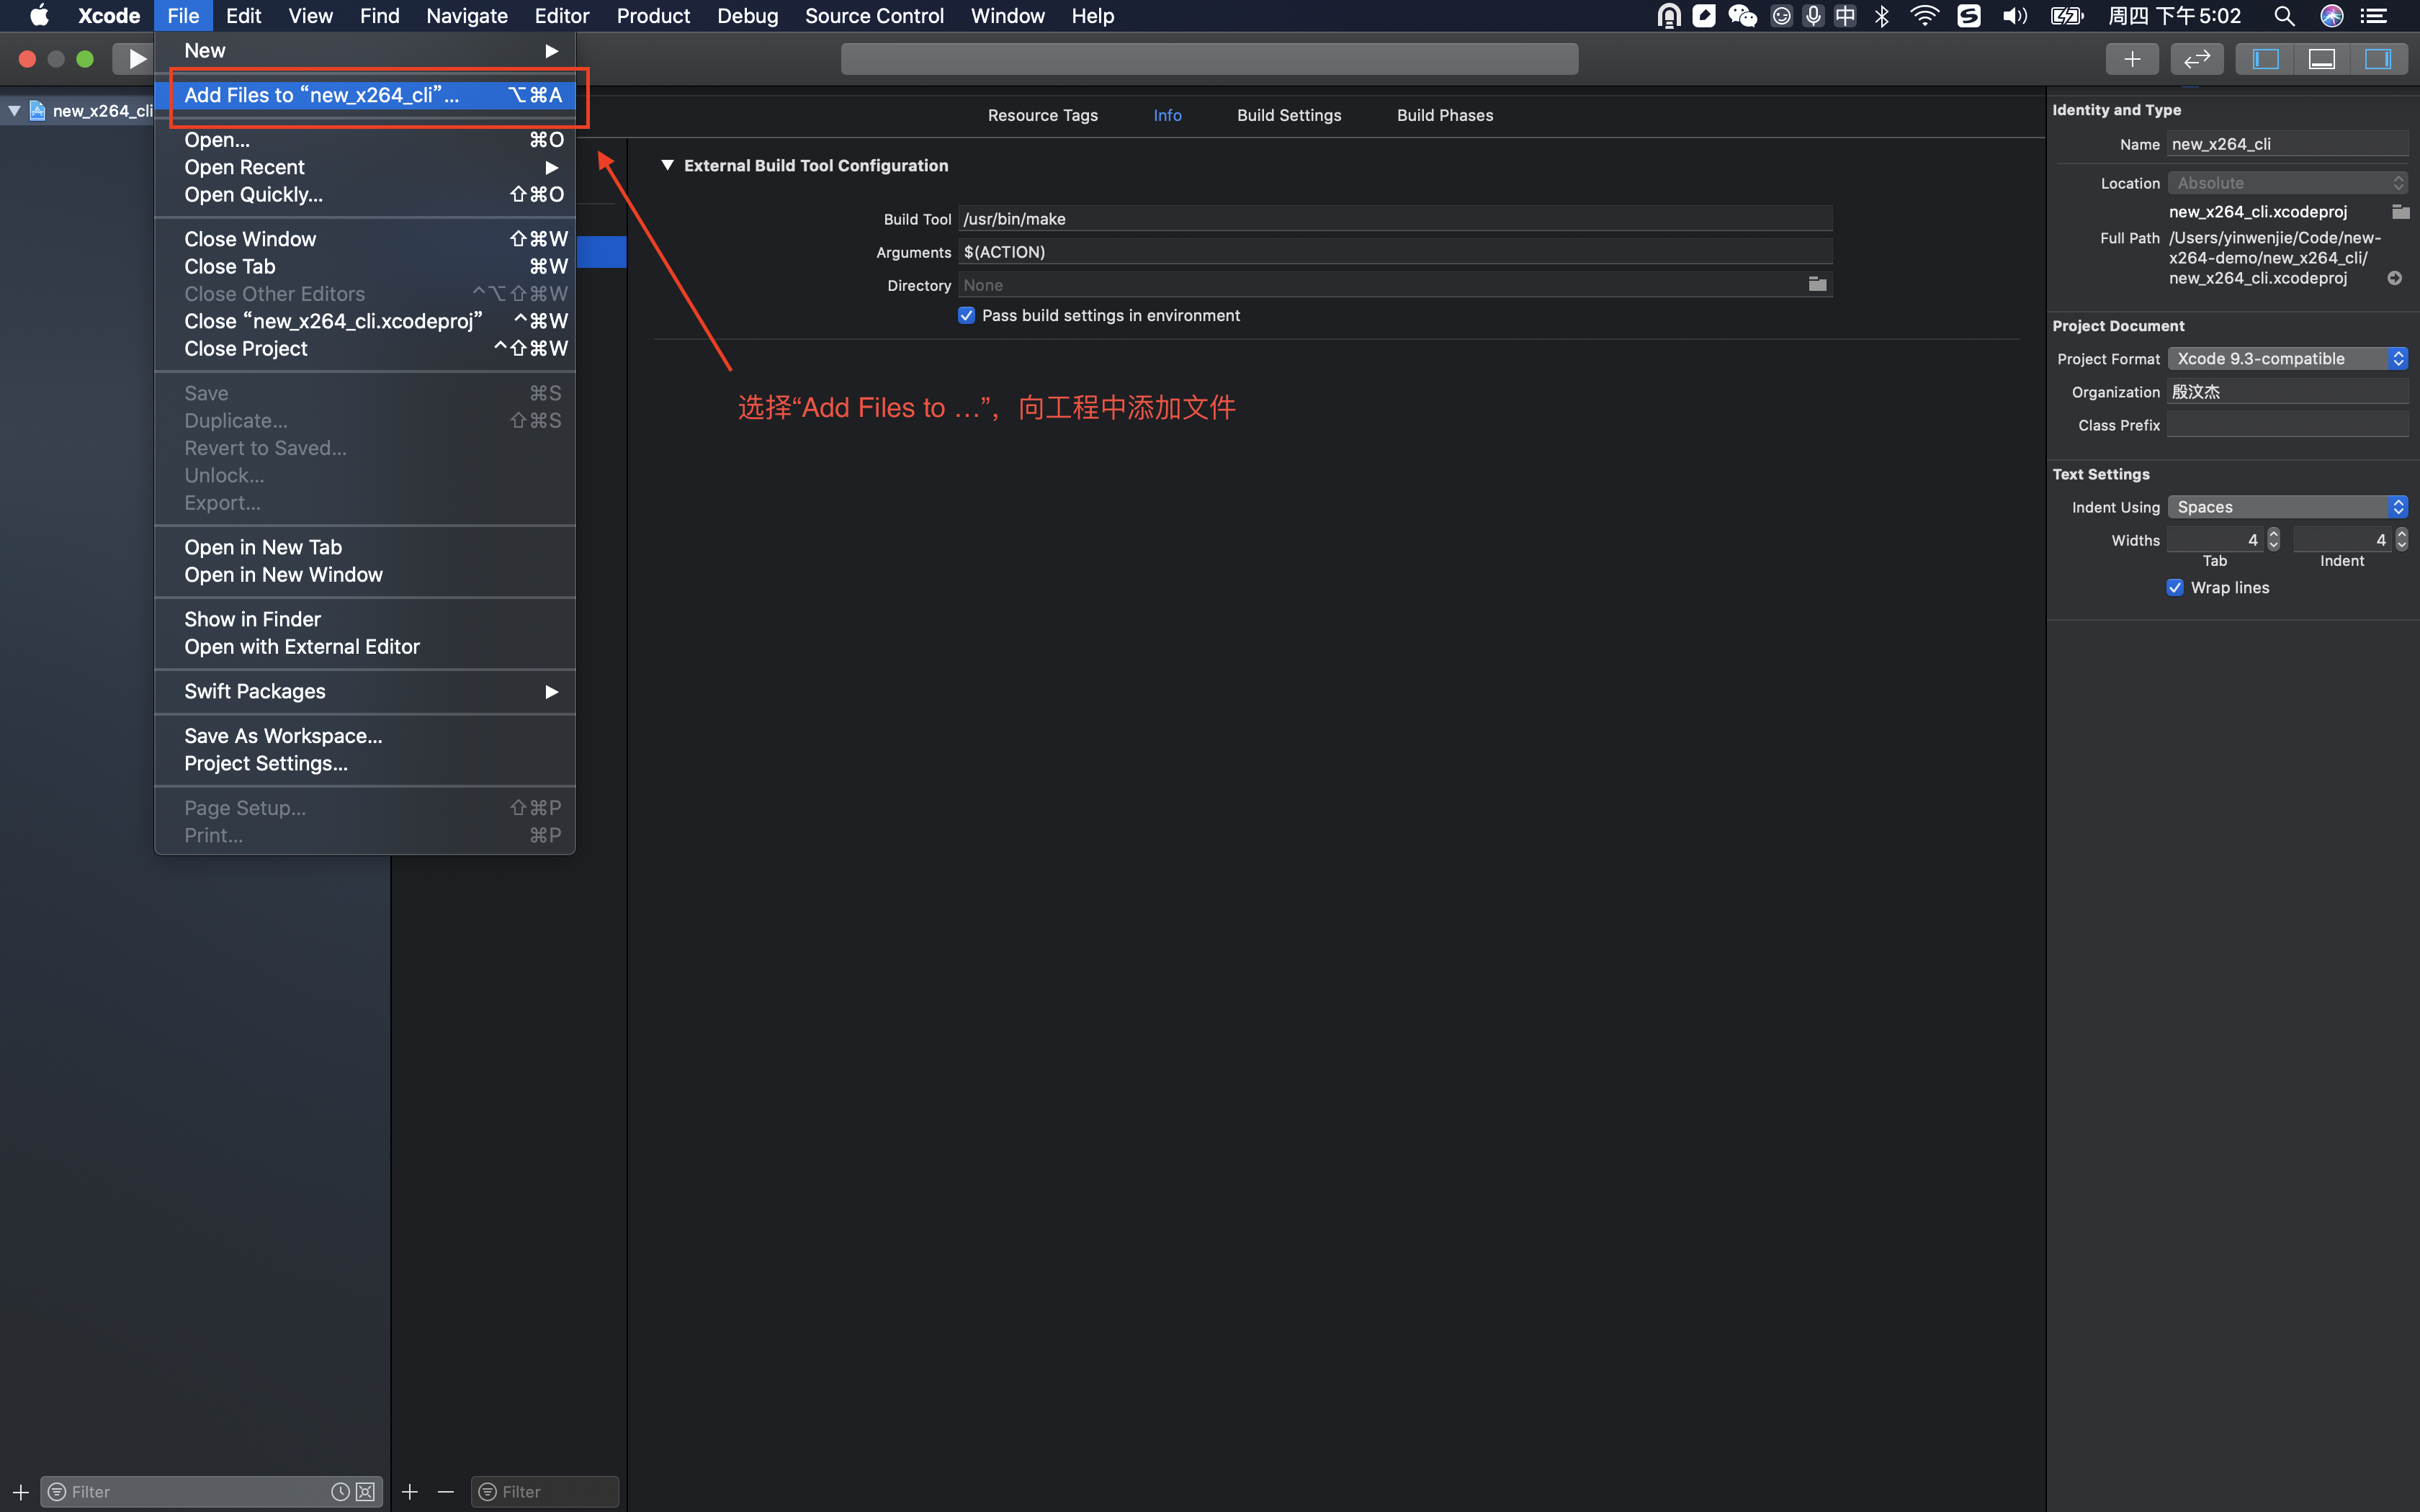 Xcode File Edit View Find Navigate Editor Product Debug Source Control Window Help 中 周四 下午5:02
New
Add Files to “new_x264_cli”... ⌥⌘A
Open... ⌘O
Open Recent
Open Quickly... ⇧⌘O
Close Window ⇧⌘W
Close Tab ⌘W
Close Other Editors ^⌥⇧⌘W
Close “new_x264_cli.xcodeproj” ^⌘W
Close Project ^⇧⌘W
Save ⌘S
Duplicate... ⇧⌘S
Revert to Saved...
Unlock...
Export...
Open in New Tab
Open in New Window
Show in Finder
Open with External Editor
Swift Packages
Save As Workspace...
Project Settings...
Page Setup... ⇧⌘P
Print... ⌘P
new_x264_cli
Resource Tags Info Build Settings Build Phases
External Build Tool Configuration
Build Tool /usr/bin/make
Arguments $(ACTION)
Directory None
Pass build settings in environment
选择“Add Files to ...”，向工程中添加文件
Identity and Type
Name new_x264_cli
Location Absolute
new_x264_cli.xcodeproj
Full Path /Users/yinwenjie/Code/new-
x264-demo/new_x264_cli/
new_x264_cli.xcodeproj
Project Document
Project Format Xcode 9.3-compatible
Organization 殷汶杰
Class Prefix
Text Settings
Indent Using Spaces
Widths 4 4
Tab Indent
Wrap lines
Filter
Filter